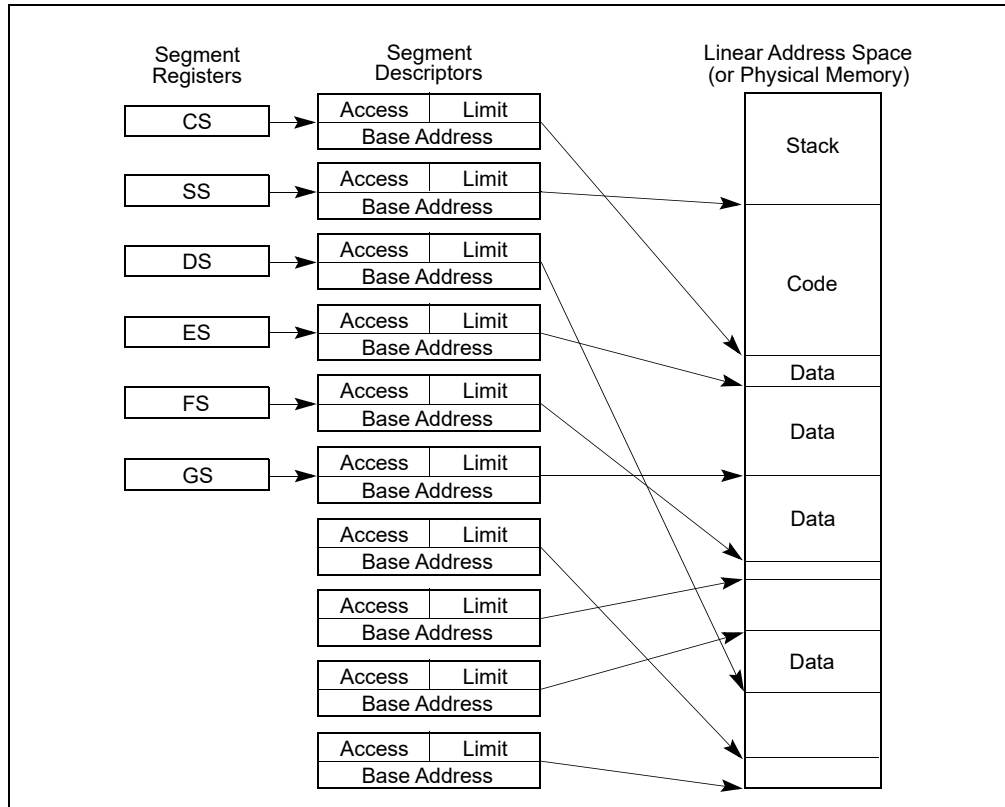 Segment
Registers
Segment
Descriptors
Linear Address Space
(or Physical Memory)
CS
Access Limit
Base Address
Stack
SS
Access Limit
Base Address
DS
Access Limit
Base Address
Code
ES
Access Limit
Base Address
Data
FS
Access Limit
Base Address
Data
GS
Access Limit
Base Address
Data
Access Limit
Base Address
Access Limit
Base Address
Access Limit
Base Address
Data
Access Limit
Base Address